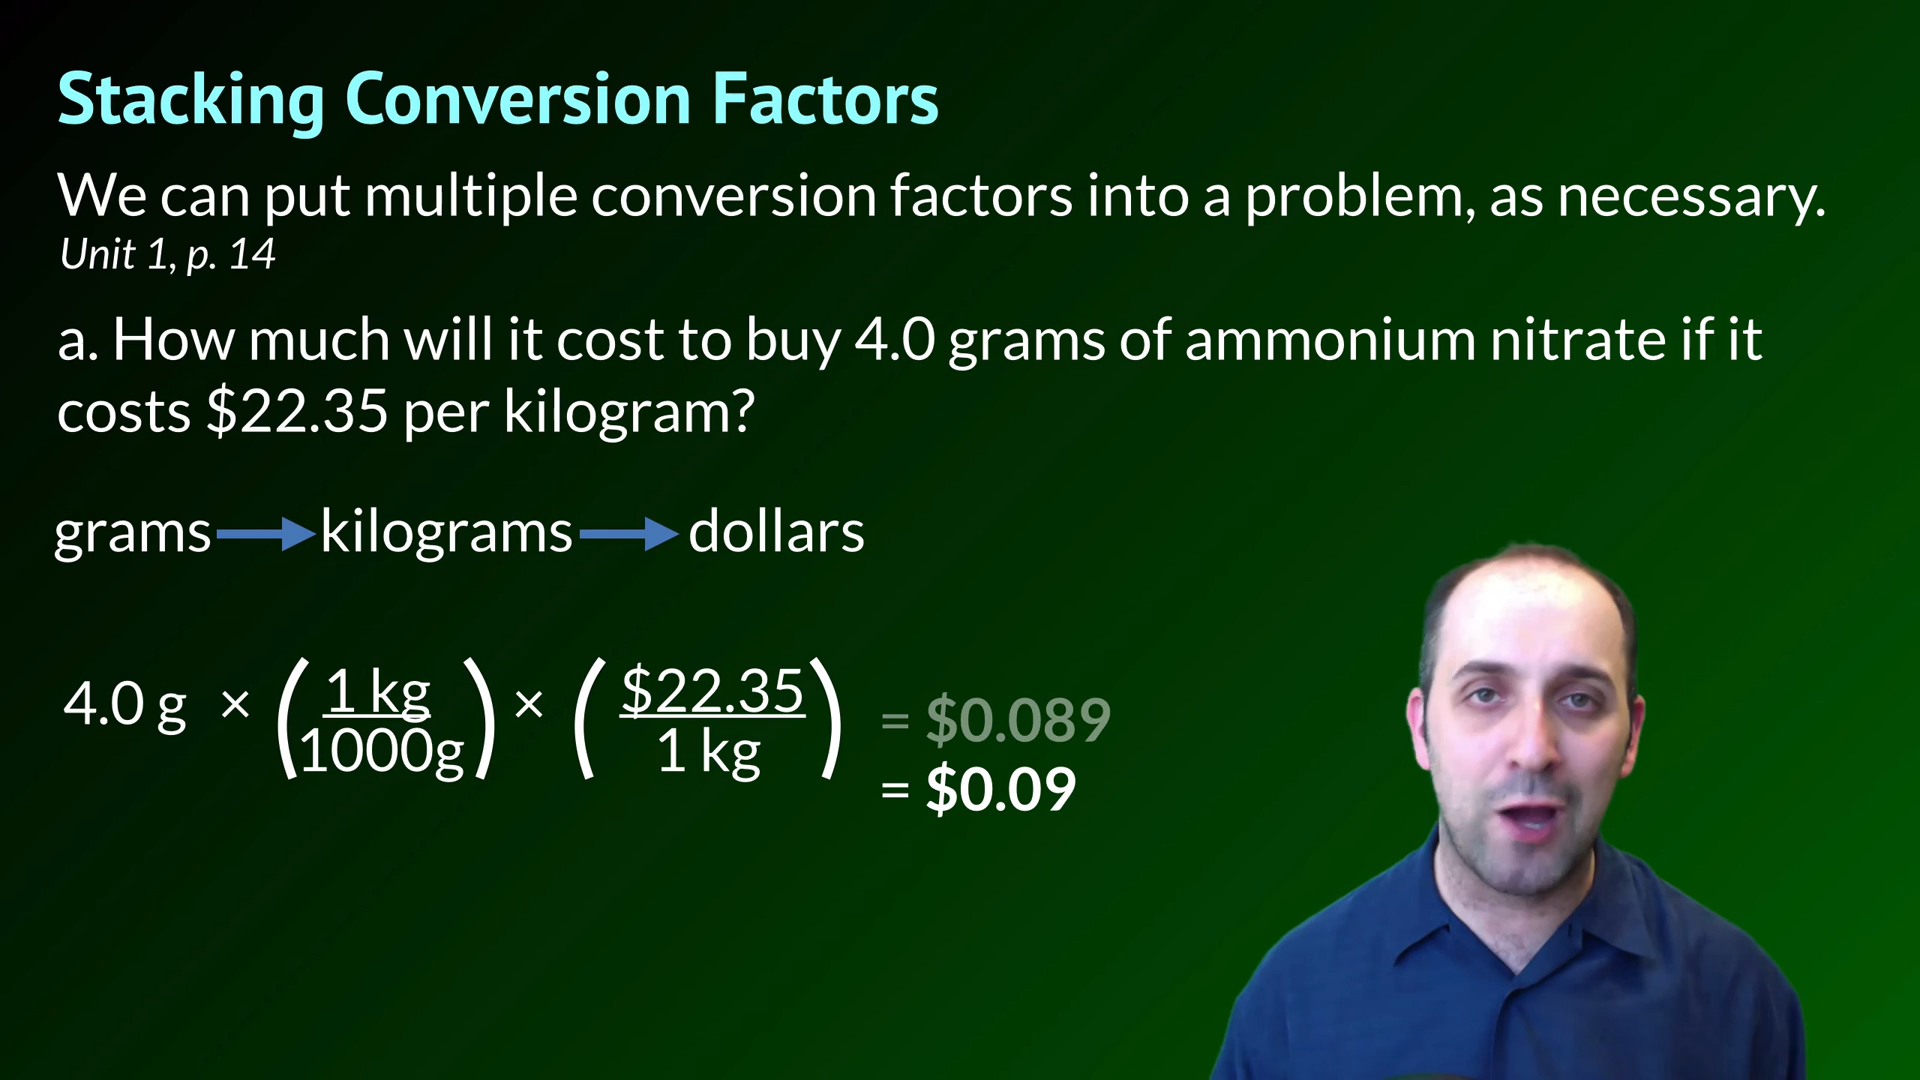 Stacking Conversion Factors
We can put multiple conversion factors into a problem, as necessary.
Unit 1, p. 14
a. How much will it cost to buy 4.0 grams of ammonium nitrate if it
costs $22.35 per kilogram?
grams kilograms dollars
4.0 g × (1 kg / 1000g) × ($22.35 / 1 kg) = $0.089
= $0.09